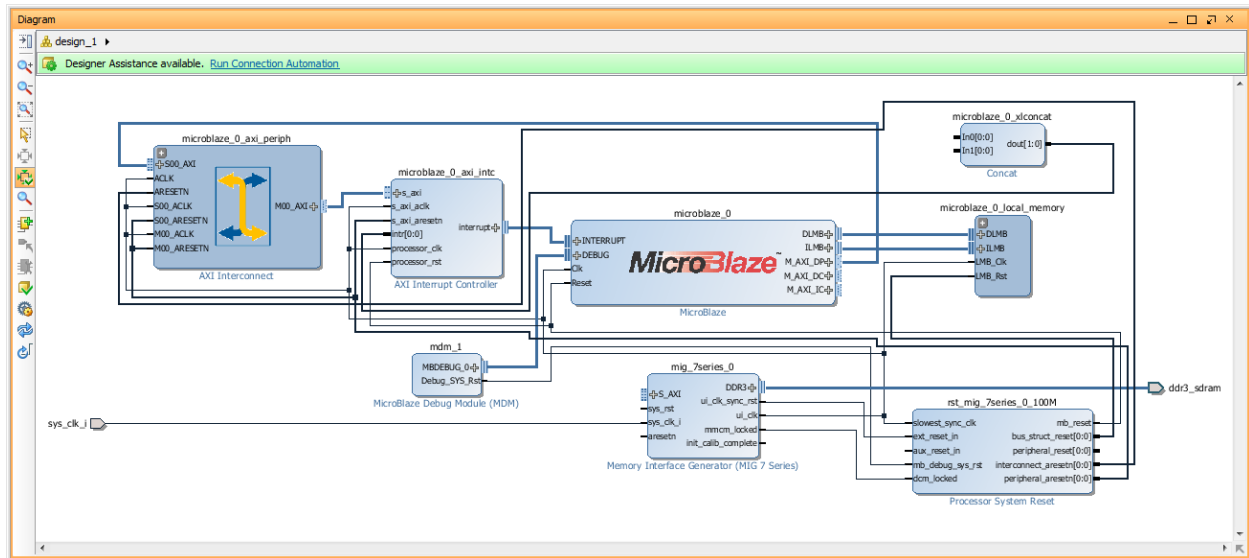 Diagram
design_1
Designer Assistance available. Run Connection Automation
microblaze_0_axi_periph
S00_AXI
ACLK
ARESETN
S00_ACLK
S00_ARESETN
M00_ACLK
M00_ARESETN
M00_AXI
AXI Interconnect
microblaze_0_axi_intc
s_axi
s_axi_aclk
s_axi_aresetn
intr[0:0]
processor_clk
processor_rst
interrupt
AXI Interrupt Controller
microblaze_0
INTERRUPT
DEBUG
Clk
Reset
MicroBlaze™
DLMB
ILMB
M_AXI_DP
M_AXI_DC
M_AXI_IC
MicroBlaze
microblaze_0_xlconcat
In0[0:0]
In1[0:0]
dout[1:0]
Concat
microblaze_0_local_memory
DLMB
ILMB
LMB_Clk
LMB_Rst
mdm_1
MBDEBUG_0
Debug_SYS_Rst
MicroBlaze Debug Module (MDM)
sys_clk_i
mig_7series_0
S_AXI
sys_rst
sys_clk_i
aresetn
DDR3
ui_clk_sync_rst
ui_clk
mmcm_locked
init_calib_complete
Memory Interface Generator (MIG 7 Series)
ddr3_sdram
rst_mig_7series_0_100M
slowest_sync_clk
ext_reset_in
aux_reset_in
mb_debug_sys_rst
dcm_locked
mb_reset
bus_struct_reset[0:0]
peripheral_reset[0:0]
interconnect_aresetn[0:0]
peripheral_aresetn[0:0]
Processor System Reset